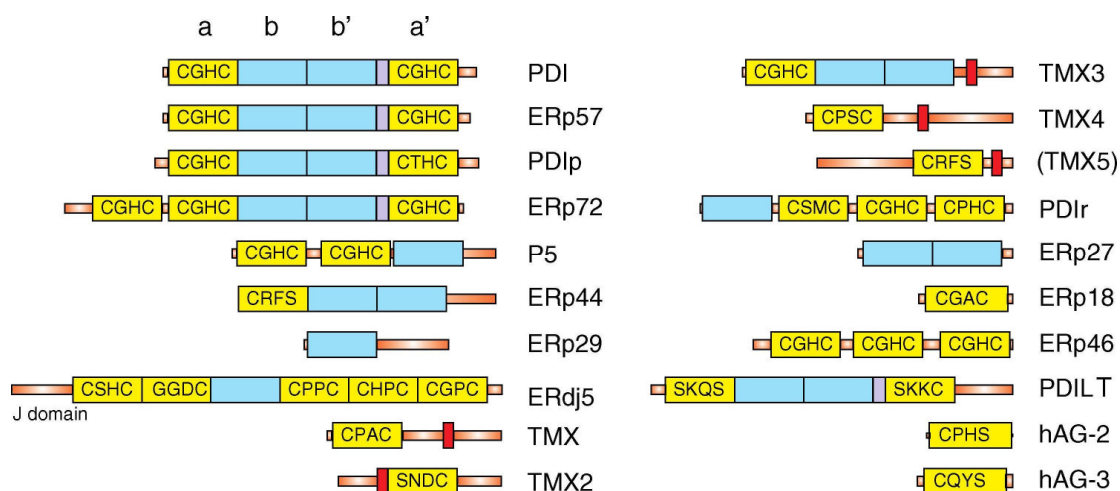 a b b’ a’
CGHC CGHC PDI
CGHC CGHC ERp57
CGHC CTHC PDIp
CGHC CGHC CGHC ERp72
CGHC CGHC P5
CRFS ERp44
ERp29
CSHC GGDC CPPC CHPC CGPC ERdj5
J domain
CPAC TMX
SNDC TMX2
CGHC TMX3
CPSC TMX4
CRFS (TMX5)
CSMC CGHC CPHC PDIr
ERp27
CGAC ERp18
CGHC CGHC CGHC ERp46
SKQS SKKC PDILT
CPHS hAG-2
CQYS hAG-3